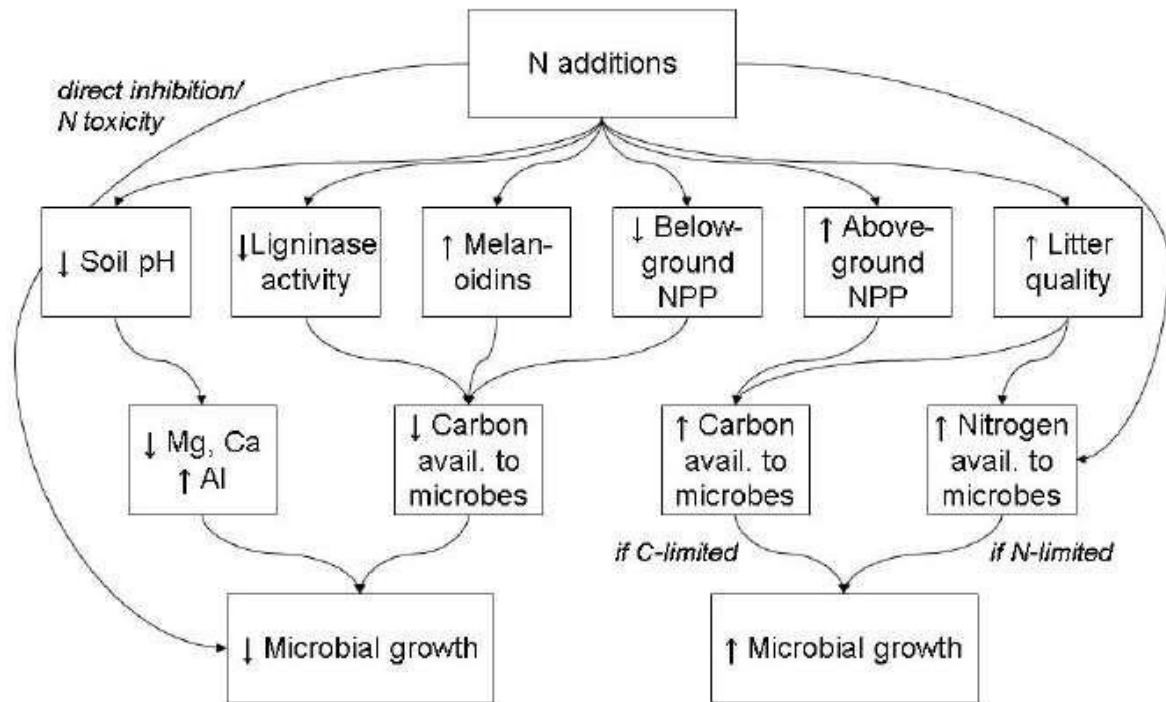 N additions
direct inhibition/
N toxicity
↓ Soil pH
↓Ligninase
activity
↑ Melan-
oidins
↓ Below-
ground
NPP
↑ Above-
ground
NPP
↑ Litter
quality
↓ Mg, Ca
↑ Al
↓ Carbon
avail. to
microbes
↑ Carbon
avail. to
microbes
↑ Nitrogen
avail. to
microbes
if C-limited
if N-limited
↓ Microbial growth
↑ Microbial growth